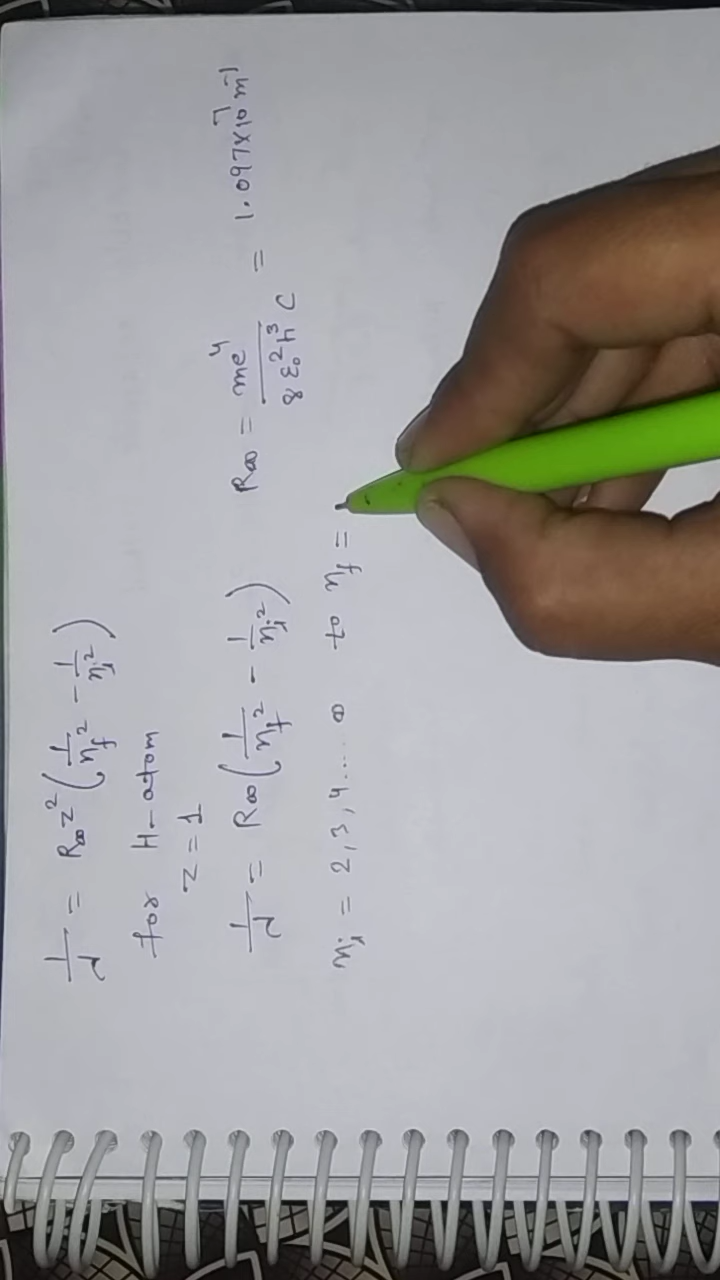 1/λ = R∞ z² (1/nf² - 1/ni²)
for H-atom
z = 1
1/λ = R∞ (1/nf² - 1/ni²) R∞ = me⁴/8ε₀²h³c = 1.097×10⁷ m⁻¹
ni = 2,3,4.... ∞ to nf =